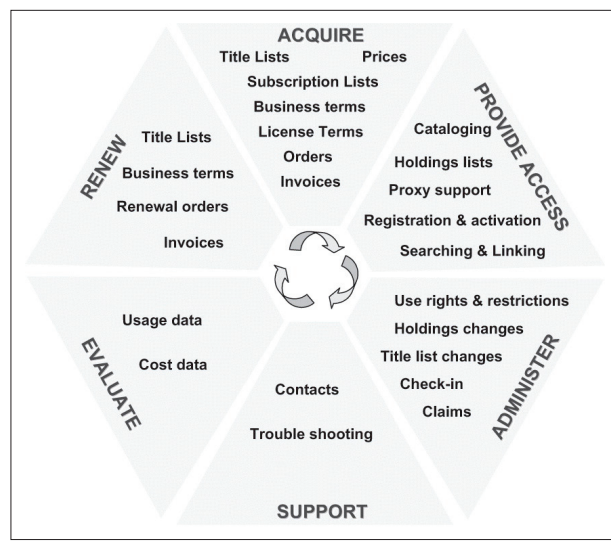 ACQUIRE
Title Lists Prices
Subscription Lists
Business terms
License Terms
Orders
Invoices
PROVIDE ACCESS
Cataloging
Holdings lists
Proxy support
Registration & activation
Searching & Linking
ADMINISTER
Use rights & restrictions
Holdings changes
Title list changes
Check-in
Claims
SUPPORT
Contacts
Trouble shooting
EVALUATE
Usage data
Cost data
RENEW
Title Lists
Business terms
Renewal orders
Invoices